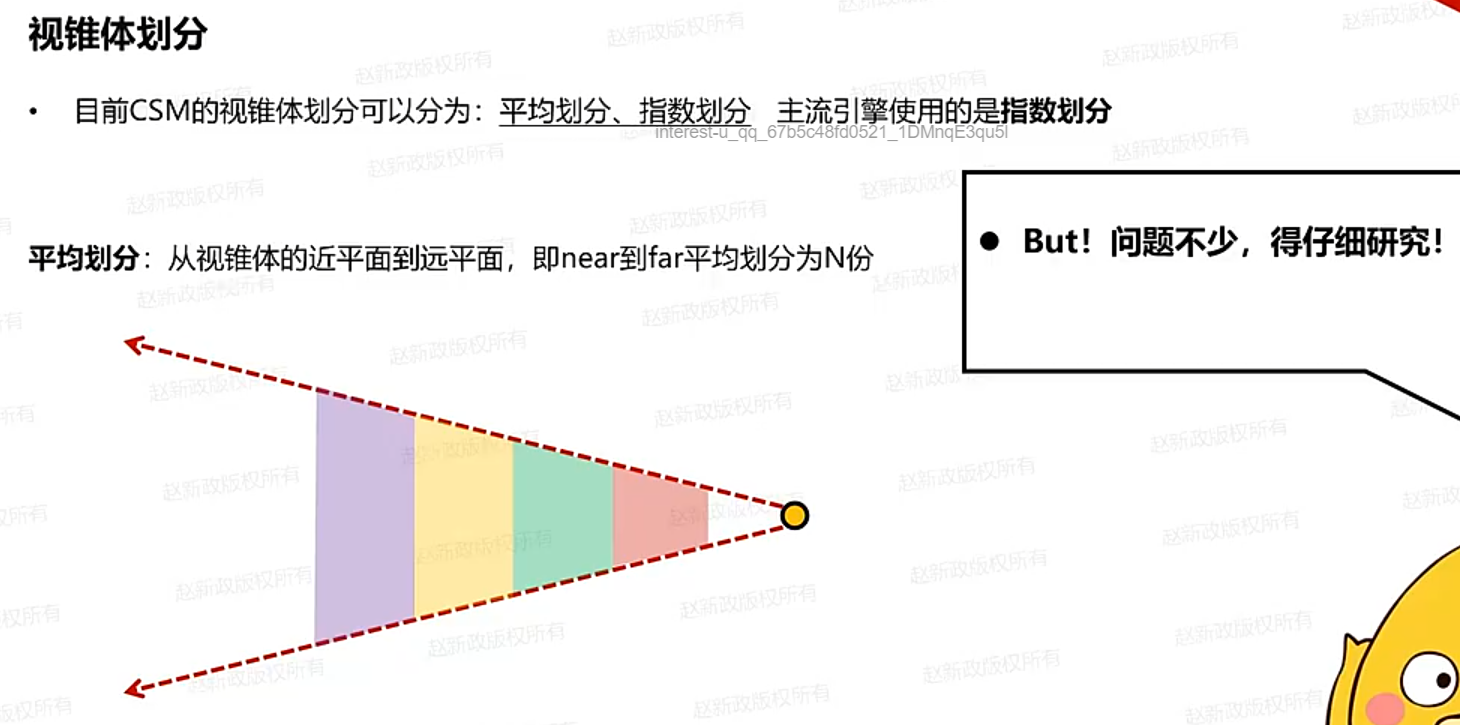 视锥体划分
• 目前CSM的视锥体划分可以分为：平均划分、指数划分 主流引擎使用的是指数划分
interest-u_qq_67b5c48fd0521_1DMnqE3qu5l
● But！问题不少，得仔细研究！
平均划分：从视锥体的近平面到远平面，即near到far平均划分为N份
赵新政版权所有